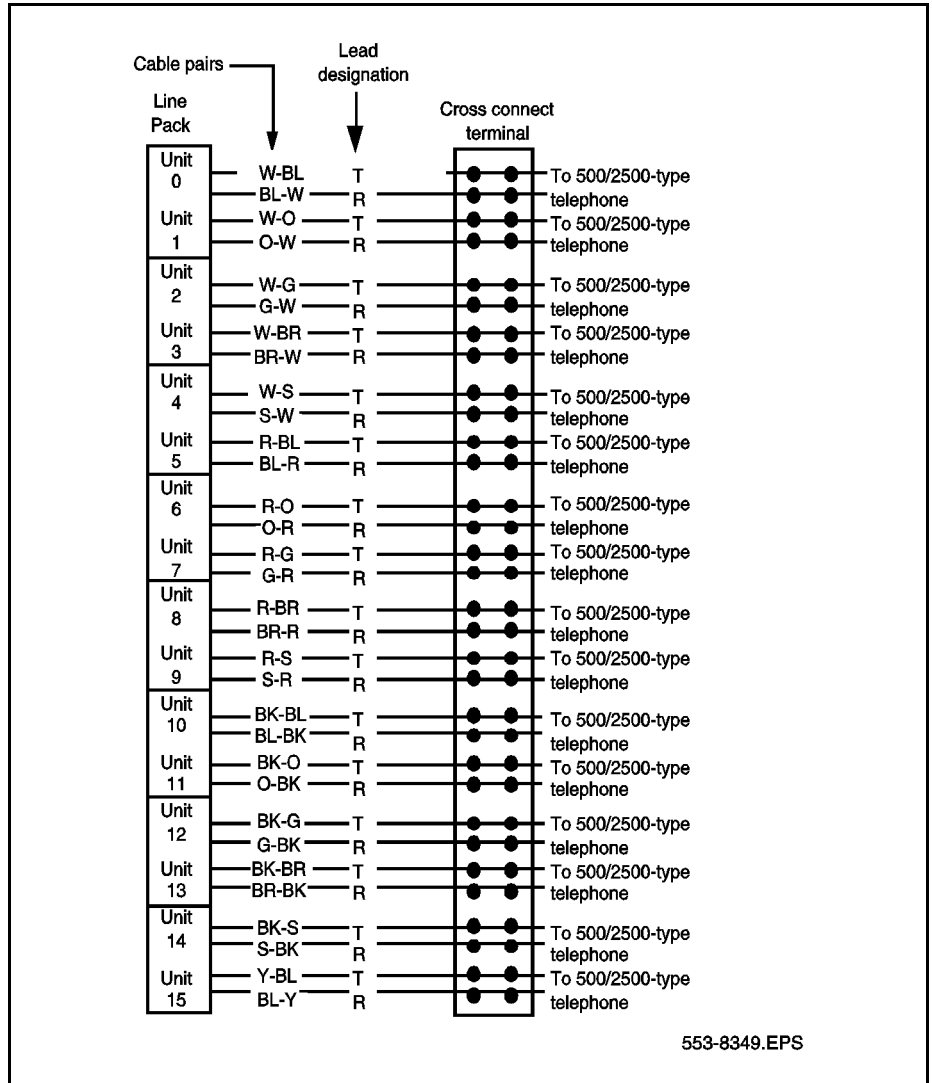 Cable pairs
Lead
designation
Line
Pack
Cross connect
terminal
Unit
0
W-BL T To 500/2500-type
BL-W R telephone
Unit
1
W-O T To 500/2500-type
O-W R telephone
Unit
2
W-G T To 500/2500-type
G-W R telephone
Unit
3
W-BR T To 500/2500-type
BR-W R telephone
Unit
4
W-S T To 500/2500-type
S-W R telephone
Unit
5
R-BL T To 500/2500-type
BL-R R telephone
Unit
6
R-O T To 500/2500-type
O-R R telephone
Unit
7
R-G T To 500/2500-type
G-R R telephone
Unit
8
R-BR T To 500/2500-type
BR-R R telephone
Unit
9
R-S T To 500/2500-type
S-R R telephone
Unit
10
BK-BL T To 500/2500-type
BL-BK R telephone
Unit
11
BK-O T To 500/2500-type
O-BK R telephone
Unit
12
BK-G T To 500/2500-type
G-BK R telephone
Unit
13
BK-BR T To 500/2500-type
BR-BK R telephone
Unit
14
BK-S T To 500/2500-type
S-BK R telephone
Unit
15
Y-BL T To 500/2500-type
BL-Y R telephone
553-8349.EPS